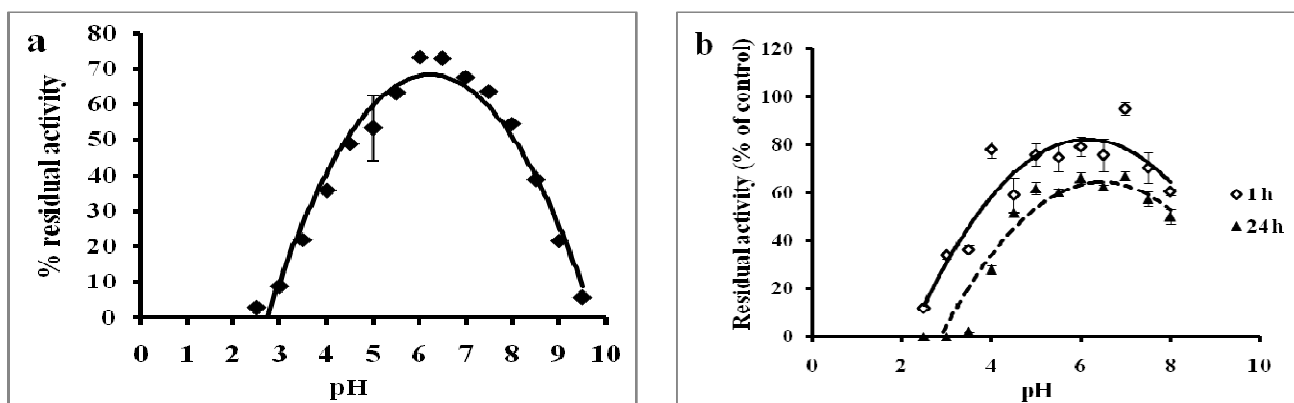 a
% residual activity
80
70
60
50
40
30
20
10
0
0 1 2 3 4 5 6 7 8 9 10
pH
b
Residual activity (% of control)
120
100
80
60
40
20
0
0 2 4 6 8 10
pH
1h
24h